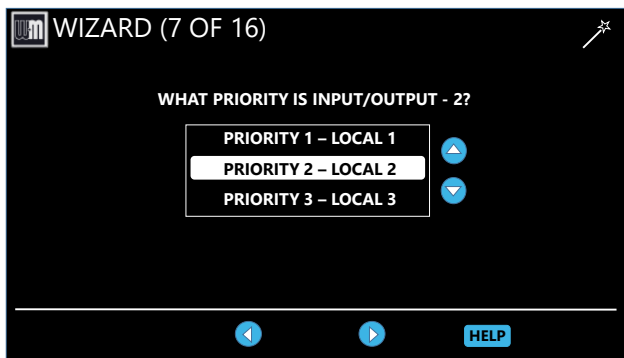 WM WIZARD (7 OF 16)
WHAT PRIORITY IS INPUT/OUTPUT - 2?
PRIORITY 1 – LOCAL 1
PRIORITY 2 – LOCAL 2
PRIORITY 3 – LOCAL 3
HELP